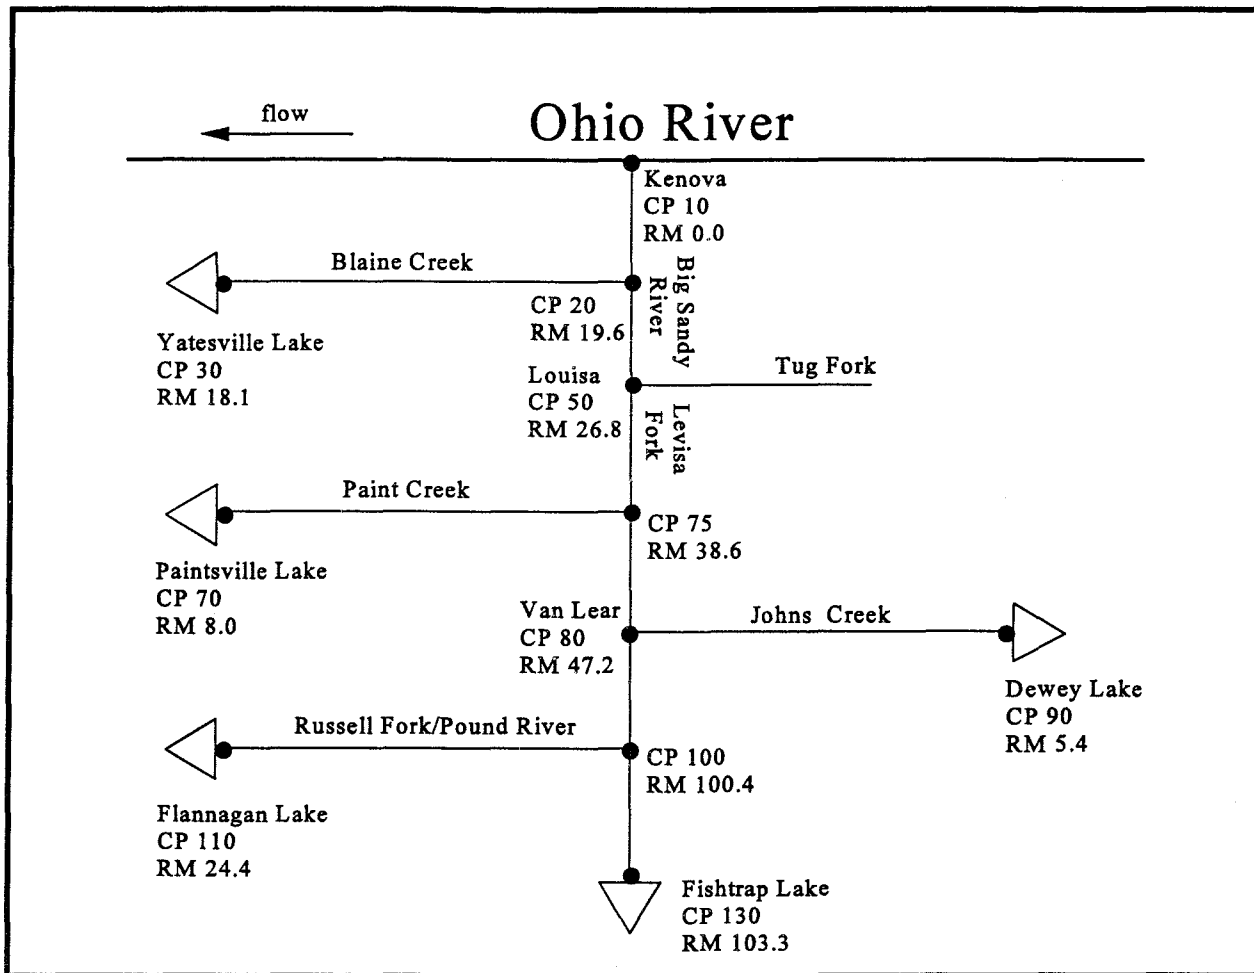 flow
Ohio River
Kenova
CP 10
RM 0.0
Blaine Creek
Big Sandy
River
CP 20
RM 19.6
Yatesville Lake
CP 30
RM 18.1
Louisa
CP 50
RM 26.8
Tug Fork
Levisa
Fork
Paint Creek
CP 75
RM 38.6
Paintsville Lake
CP 70
RM 8.0
Van Lear
CP 80
RM 47.2
Johns Creek
Dewey Lake
CP 90
RM 5.4
Russell Fork/Pound River
CP 100
RM 100.4
Flannagan Lake
CP 110
RM 24.4
Fishtrap Lake
CP 130
RM 103.3